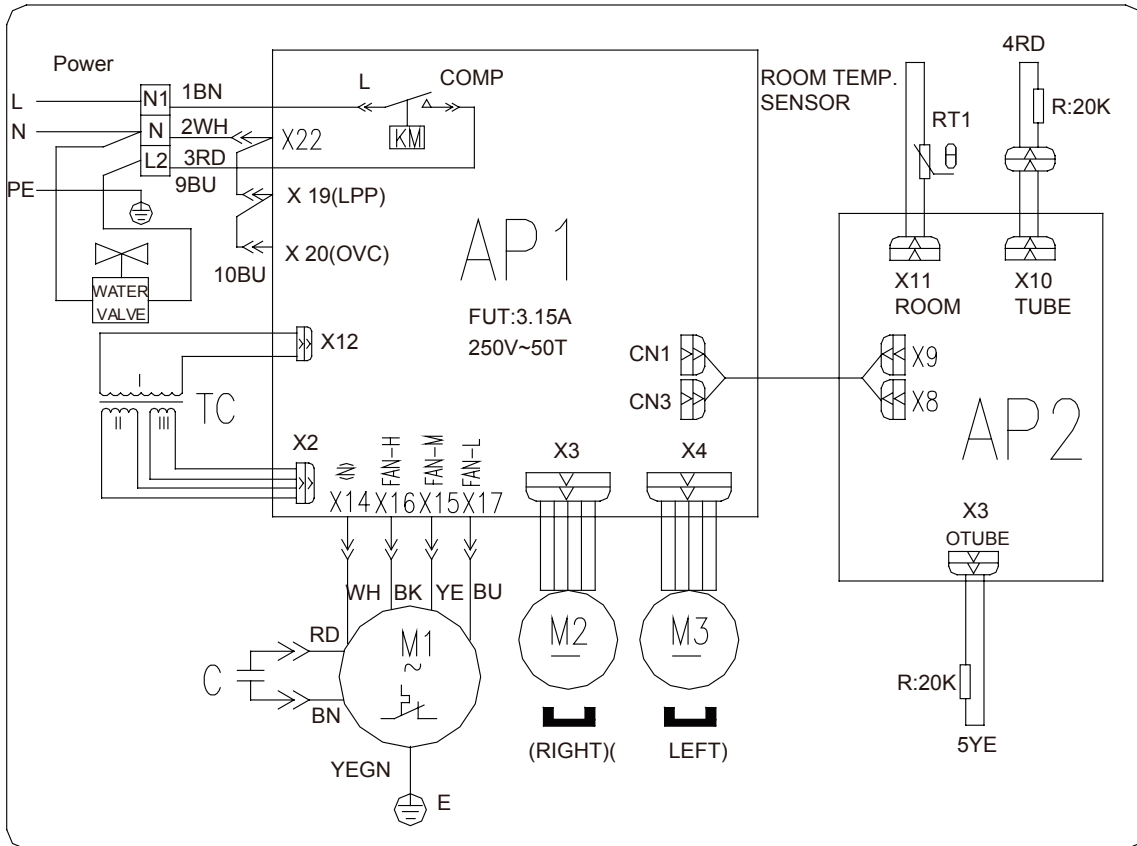 Power
L
N
PE
N1
N
L2
1BN
2WH
3RD
9BU
10BU
L
COMP
KM
X22
X 19(LPP)
X 20(OVC)
AP1
FUT:3.15A
250V~50T
WATER
VALVE
X12
I
II
III
TC
X2
(N)
FAN-H
FAN-M
FAN-L
X14
X16
X15
X17
X3
X4
CN1
CN3
ROOM TEMP.
SENSOR
RT1
θ
4RD
R:20K
X11
ROOM
X10
TUBE
X9
X8
AP2
X3
OTUBE
R:20K
5YE
WH
BK
YE
BU
RD
BN
C
M1
~
YEGN
E
M2
M3
(RIGHT)(
LEFT)